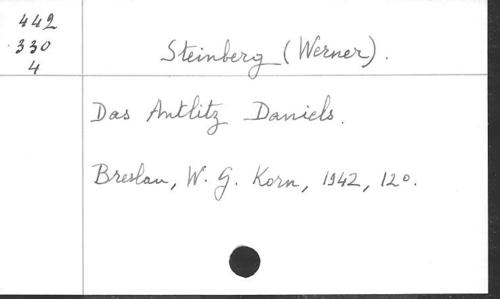 442
330
4
Steinberg (Werner).
Das Antlitz Daniels.
Breslau, W. G. Korn, 1942, 12°.